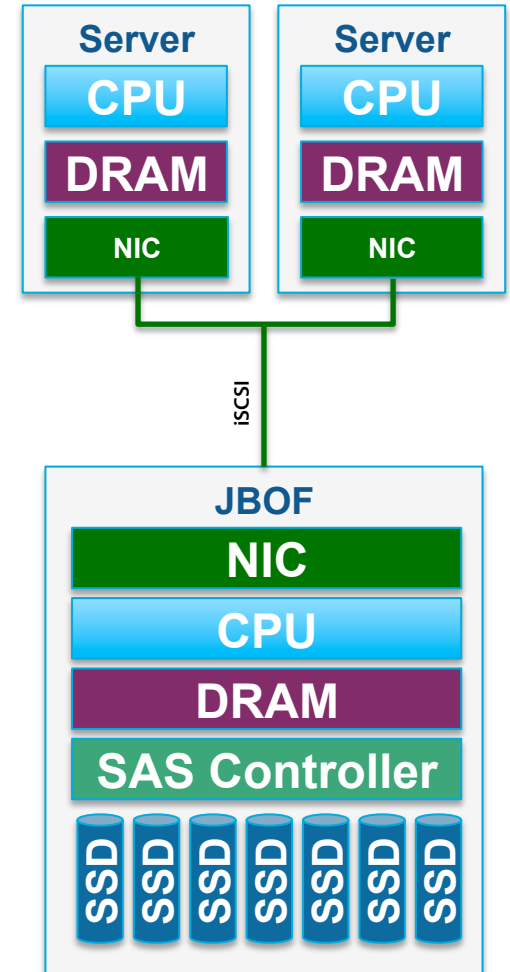 Server
CPU
DRAM
NIC
Server
CPU
DRAM
NIC
iSCSI
JBOF
NIC
CPU
DRAM
SAS Controller
SSD
SSD
SSD
SSD
SSD
SSD
SSD